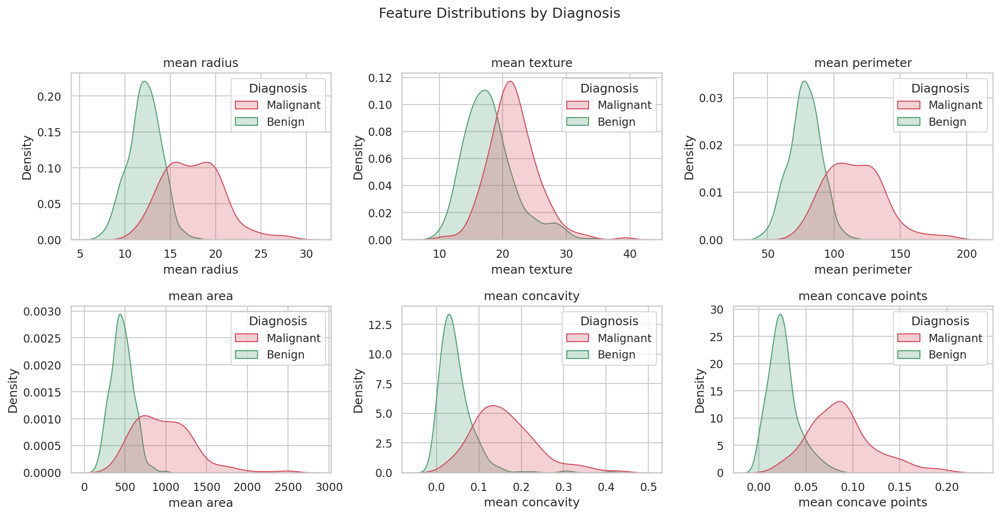 Feature Distributions by Diagnosis
mean radius
Density
0.20
0.15
0.10
0.05
0.00
5 10 15 20 25 30
mean radius
Diagnosis
Malignant
Benign
mean texture
Density
0.12
0.10
0.08
0.06
0.04
0.02
0.00
10 20 30 40
mean texture
Diagnosis
Malignant
Benign
mean perimeter
Density
0.03
0.02
0.01
0.00
50 100 150 200
mean perimeter
Diagnosis
Malignant
Benign
mean area
Density
0.0030
0.0025
0.0020
0.0015
0.0010
0.0005
0.0000
0 500 1000 1500 2000 2500 3000
mean area
Diagnosis
Malignant
Benign
mean concavity
Density
12.5
10.0
7.5
5.0
2.5
0.0
0.0 0.1 0.2 0.3 0.4 0.5
mean concavity
Diagnosis
Malignant
Benign
mean concave points
Density
30
25
20
15
10
5
0
0.00 0.05 0.10 0.15 0.20
mean concave points
Diagnosis
Malignant
Benign